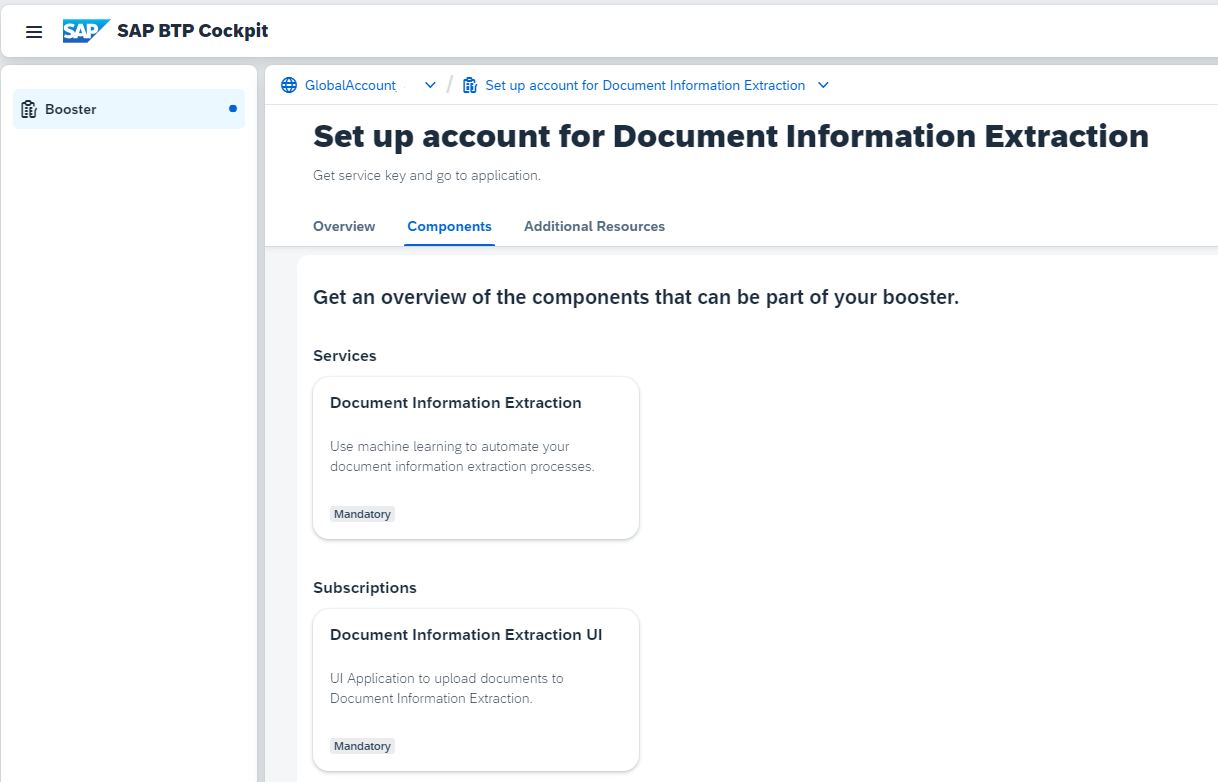 SAP SAP BTP Cockpit
Booster
GlobalAccount / Set up account for Document Information Extraction
Set up account for Document Information Extraction
Get service key and go to application.
Overview Components Additional Resources
Get an overview of the components that can be part of your booster.
Services
Document Information Extraction
Use machine learning to automate your
document information extraction processes.
Mandatory
Subscriptions
Document Information Extraction UI
UI Application to upload documents to
Document Information Extraction.
Mandatory